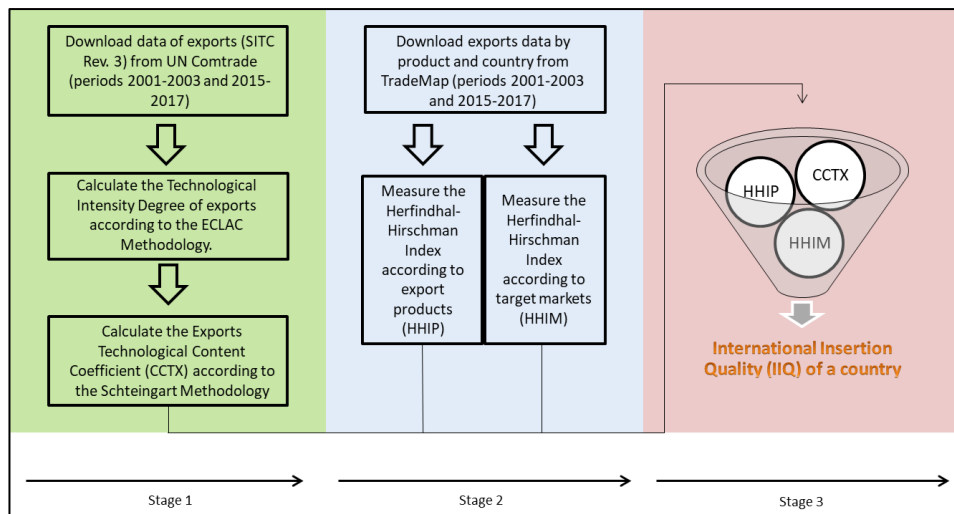 Download data of exports (SITC
Rev. 3) from UN Comtrade
(periods 2001-2003 and 2015-
2017)
Calculate the Technological
Intensity Degree of exports
according to the ECLAC
Methodology.
Calculate the Exports
Technological Content
Coefficient (CCTX) according to
the Schteingart Methodology
Download exports data by
product and country from
TradeMap (periods 2001-2003
and 2015-2017)
Measure the
Herfindhal-
Hirschman
Index
according to
export
products
(HHIP)
Measure the
Herfindhal-
Hirschman
Index
according to
target markets
(HHIM)
HHIP
CCTX
HHIM
International Insertion
Quality (IIQ) of a country
Stage 1
Stage 2
Stage 3